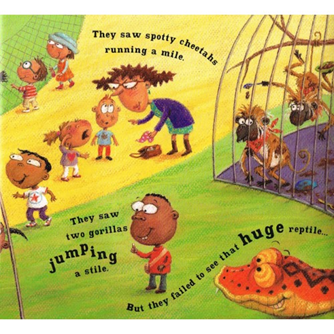 They saw spotty cheetahs
running a mile.
They saw
two gorillas
jumping
a stile.
But they failed to see that huge reptile...